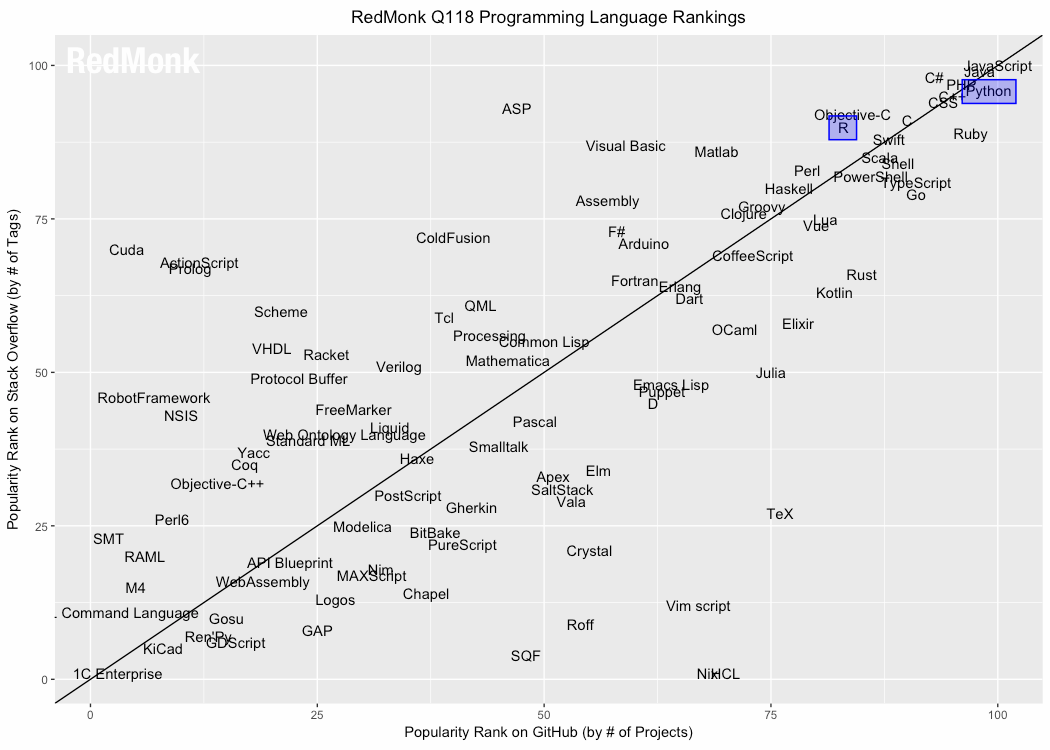 RedMonk Q118 Programming Language Rankings
RedMonk
Popularity Rank on Stack Overflow (by # of Tags)
100
75
50
25
0
JavaScript
Java
C#
PHP
Python
C++
CSS
ASP
Objective-C
C
R
Ruby
Swift
Visual Basic
Matlab
Scala
Shell
Perl
PowerShell
TypeScript
Haskell
Go
Assembly
Groovy
Clojure
Lua
Vue
F#
ColdFusion
Arduino
Cuda
CoffeeScript
ActionScript
Prolog
Rust
Fortran
Erlang
Kotlin
Dart
QML
Scheme
Tcl
Elixir
OCaml
Processing
Common Lisp
VHDL
Racket
Mathematica
Verilog
Julia
Protocol Buffer
Emacs Lisp
Puppet
RobotFramework
D
FreeMarker
NSIS
Pascal
Liquid
Web Ontology Language
Standard ML
Smalltalk
Yacc
Haxe
Coq
Elm
Apex
Objective-C++
SaltStack
PostScript
Vala
Gherkin
TeX
Perl6
Modelica
BitBake
SMT
PureScript
Crystal
RAML
API Blueprint
Nim
MAXScript
WebAssembly
M4
Chapel
Logos
Vim script
Command Language
Gosu
Roff
GAP
Ren'Py
GDScript
KiCad
SQF
1C Enterprise
Nix
HCL
0
25
50
75
100
Popularity Rank on GitHub (by # of Projects)